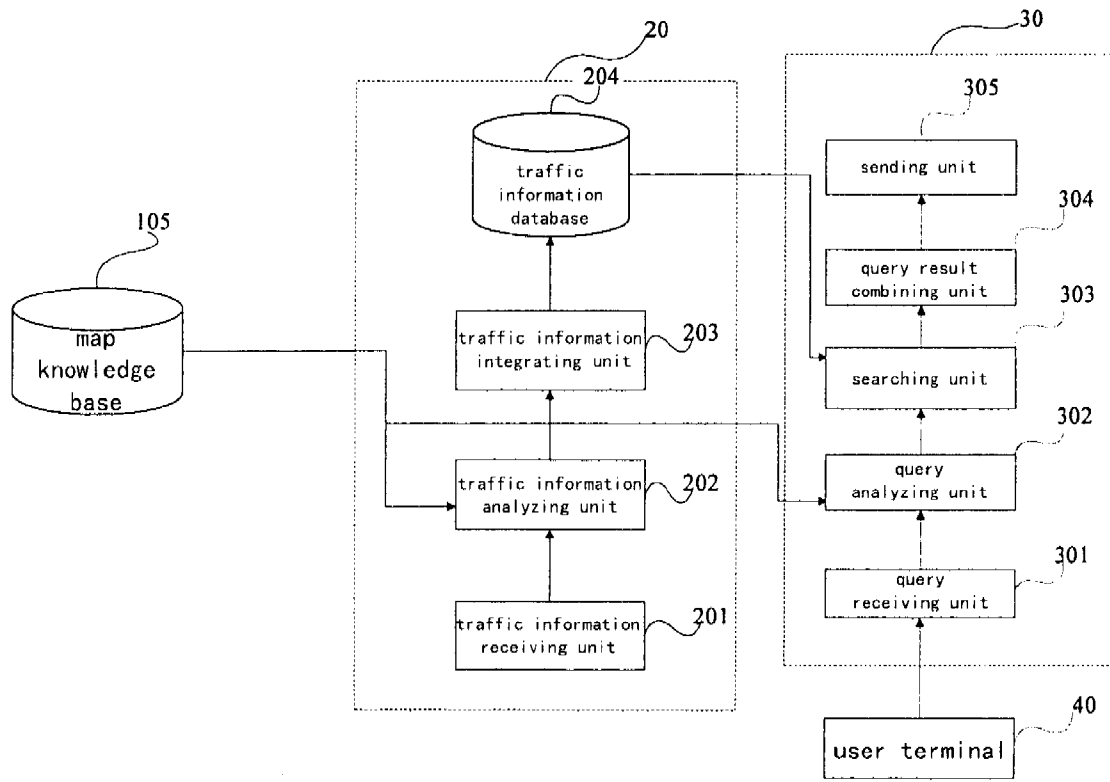 20
30
204
305
traffic
information
database
sending unit
304
105
query result
combining unit
303
map
knowledge
base
traffic information
integrating unit
203
searching unit
302
traffic information
analyzing unit
202
query
analyzing unit
301
query
receiving unit
traffic information
receiving unit
201
40
user terminal